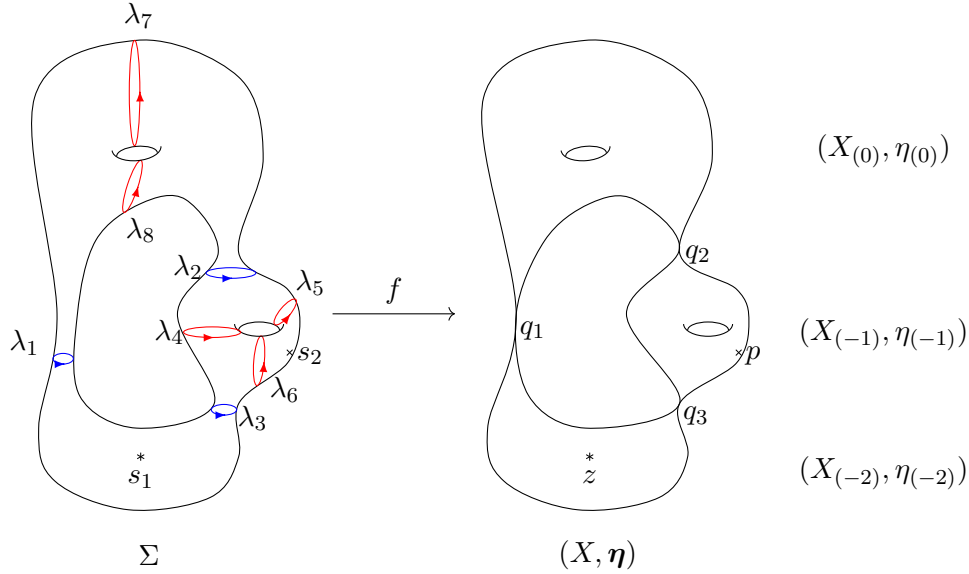 λ₇
(X₍₀₎, η₍₀₎)
λ₈
λ₂ q₂
λ₅
f
λ₁ λ₄ q₁ (X₍₋₁₎, η₍₋₁₎)
s₂ p
λ₆
λ₃ q₃
s₁ z (X₍₋₂₎, η₍₋₂₎)
Σ (X, η)